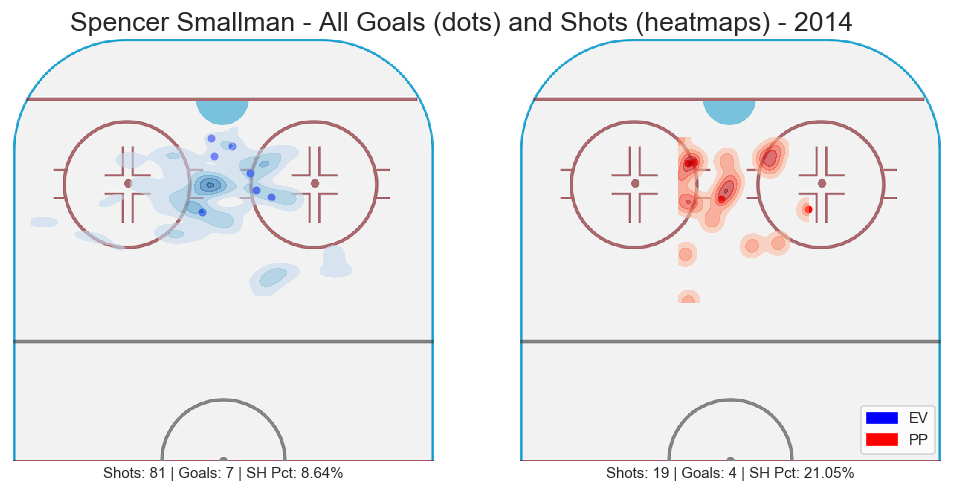 Spencer Smallman - All Goals (dots) and Shots (heatmaps) - 2014
EV
PP
Shots: 81 | Goals: 7 | SH Pct: 8.64%
Shots: 19 | Goals: 4 | SH Pct: 21.05%